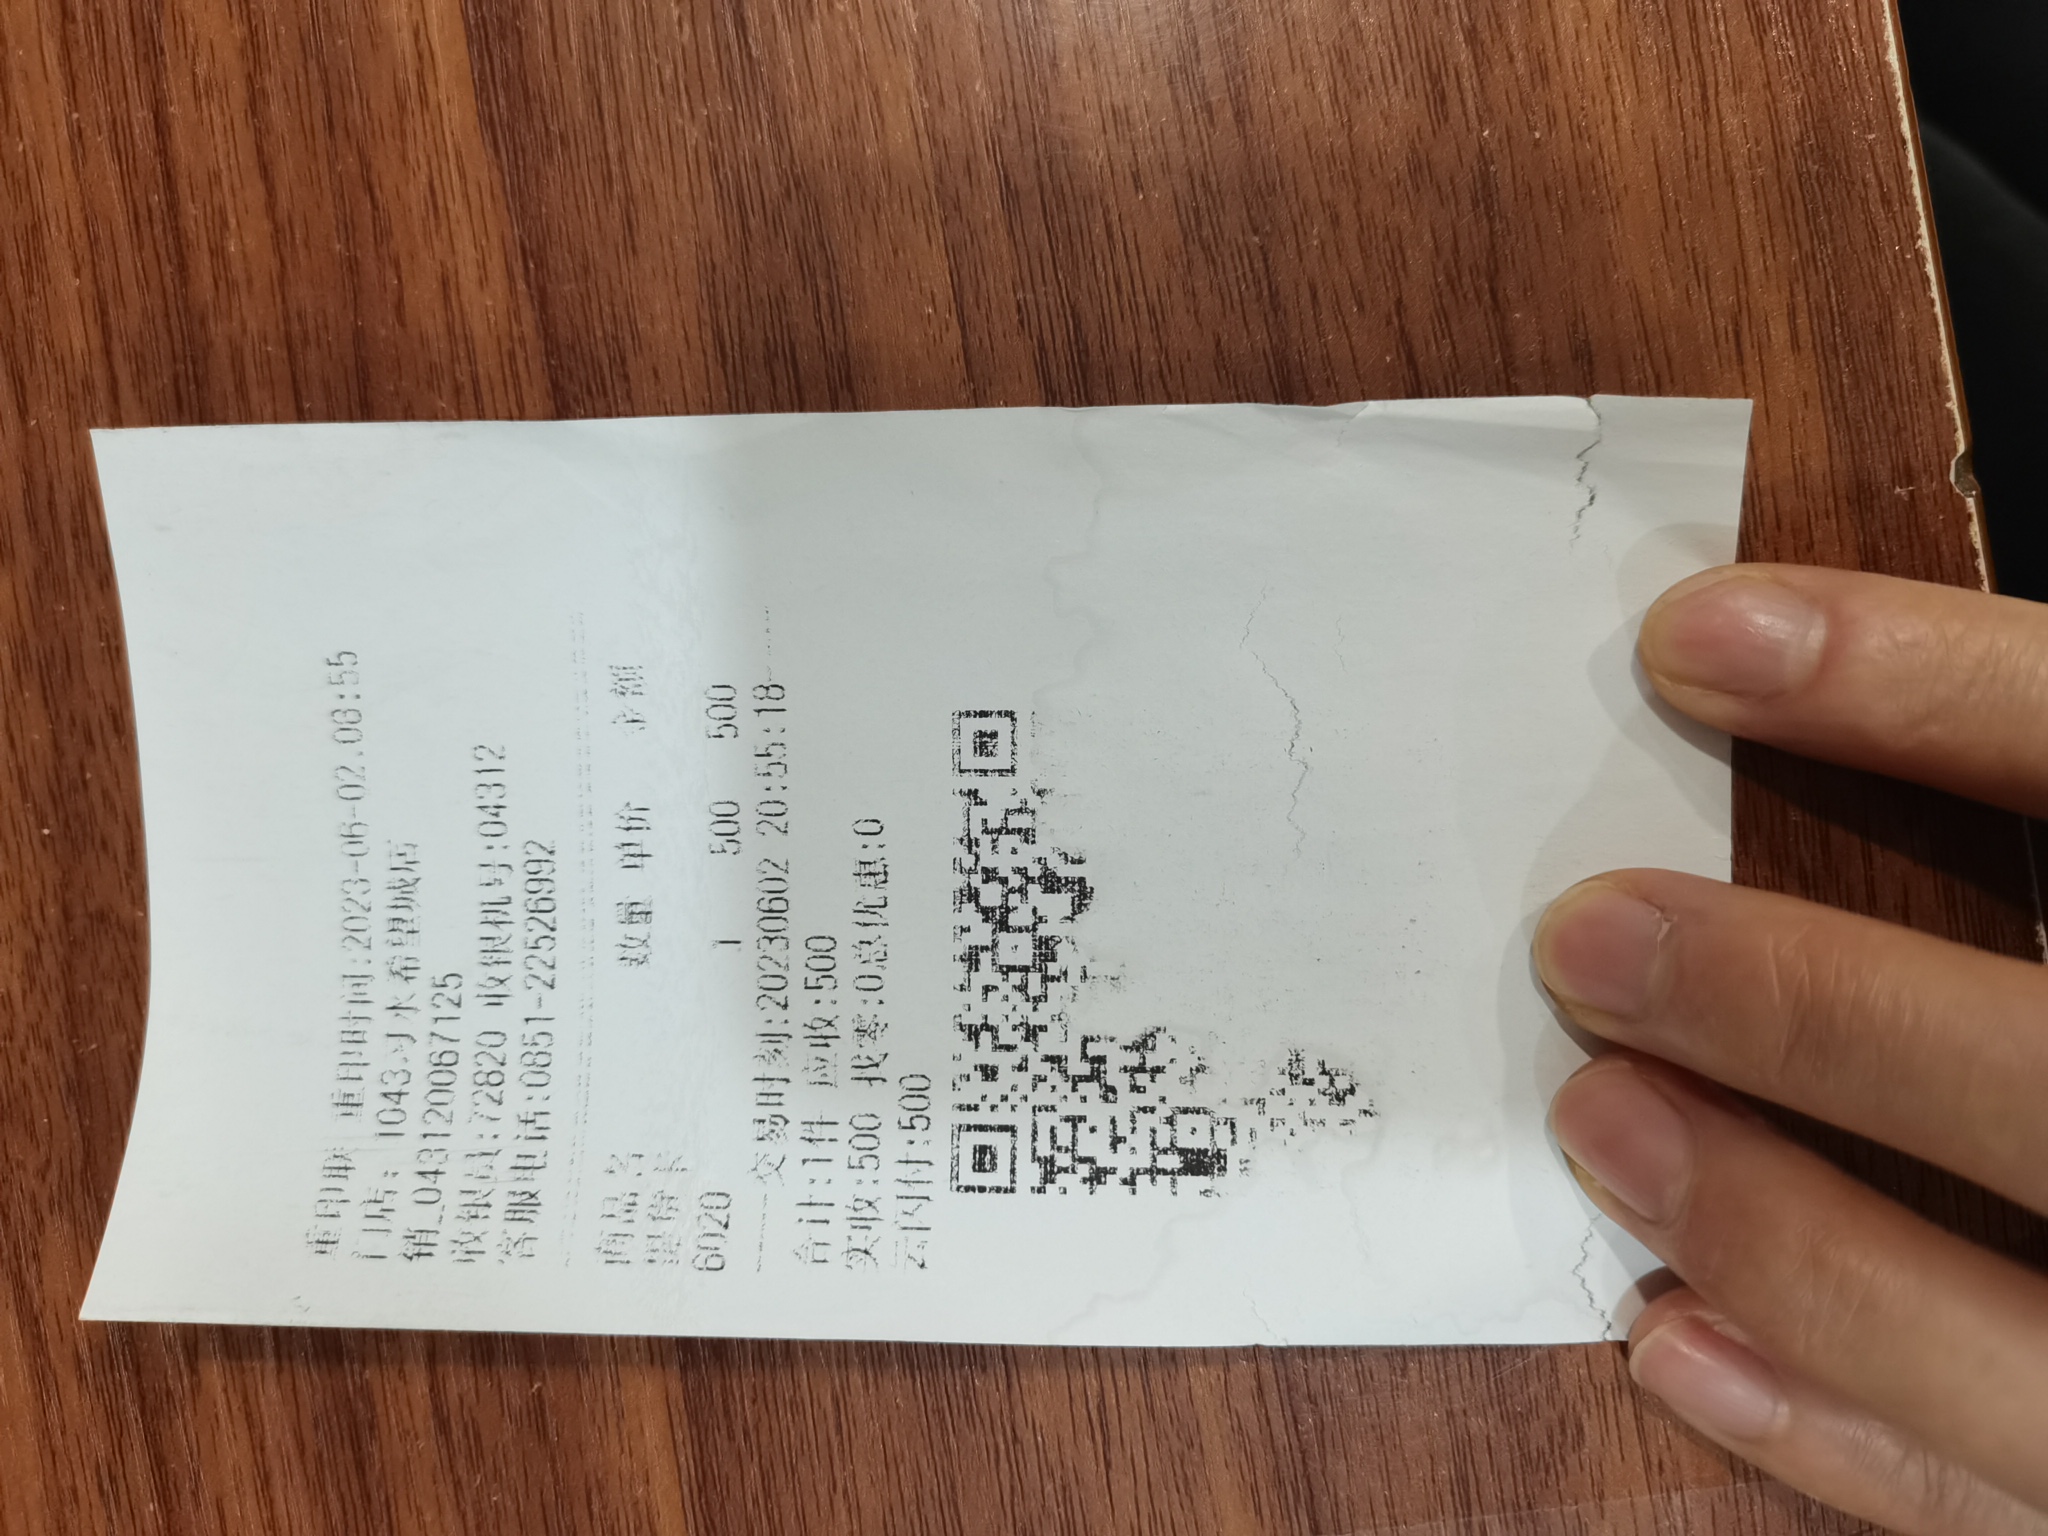 重印联 重印时间:2023-06-02.08:55
门店: 1043习水希望城店
销_043120067125
收银员:72820 收银机号:04312
客服电话:0851-22526992
商品名 数量 单价 金额
6020 1 500 500
交易时刻:20230602 20:55:18
合计:1件 应收:500
实收:500 找零:0总优惠:0
云闪付:500